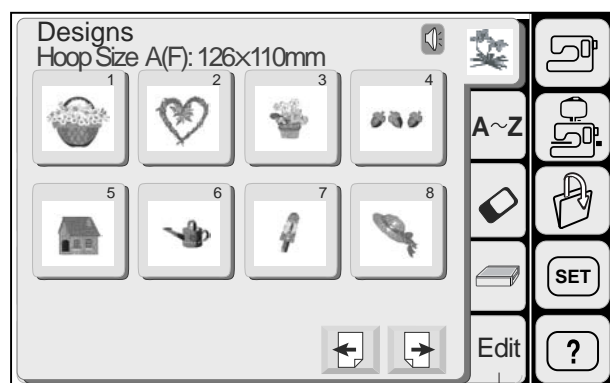 Designs
Hoop Size A(F): 126×110mm
1 2 3 4
A~Z
5 6 7 8
SET
Edit
?